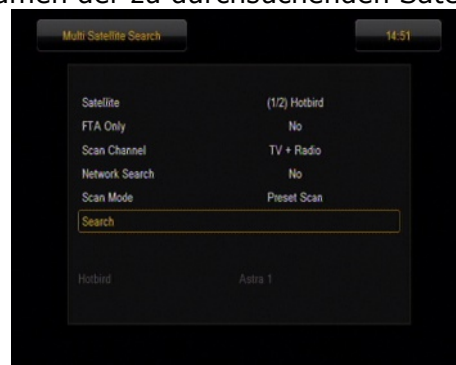 amen der zu durchsuchenden Sate
Multi Satellite Search 14:51
Satellite (1/2) Hotbird
FTA Only No
Scan Channel TV + Radio
Network Search No
Scan Mode Preset Scan
Search
Hotbird Astra 1